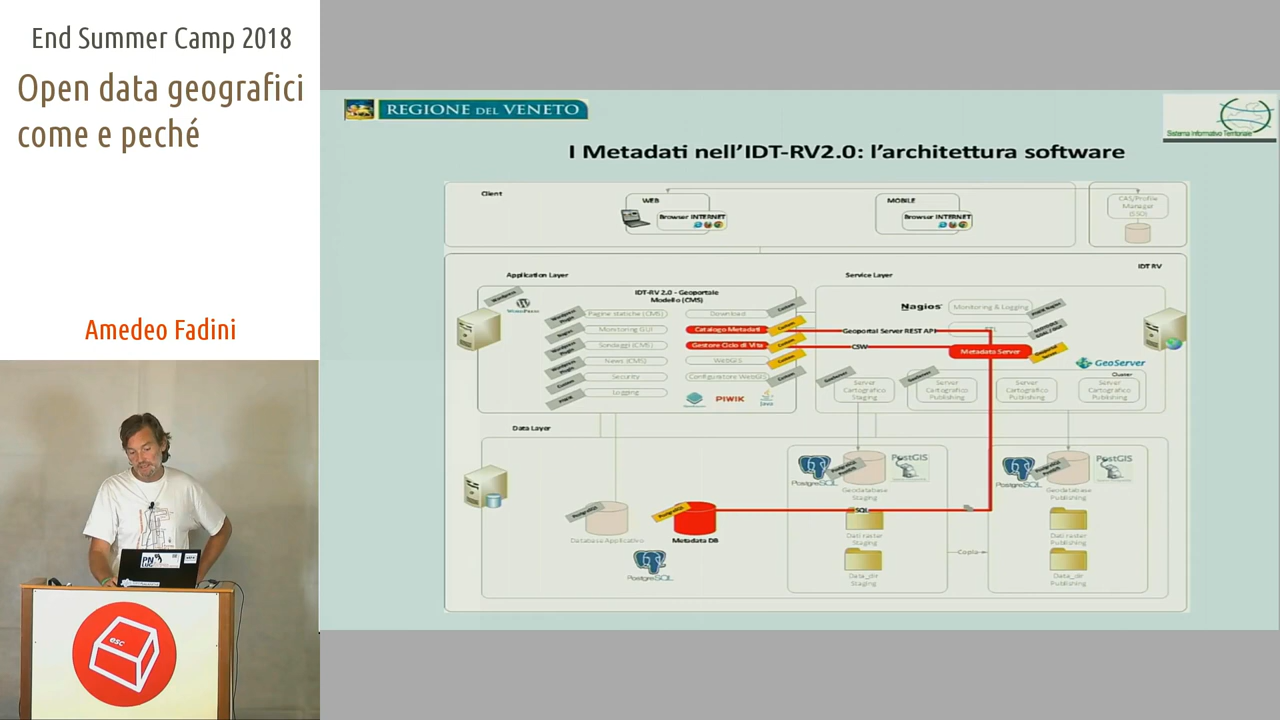 End Summer Camp 2018
Open data geografici
come e peché
Amedeo Fadini
esc
REGIONE DEL VENETO
Sistema Informativo Territoriale
I Metadati nell'IDT-RV2.0: l'architettura software
Client
WEB
Browser INTERNET
MOBILE
Browser INTERNET
CAS/Profile
Manager
(SSO)
IDT RV
Application Layer
Service Layer
IDT-RV 2.0 - Geoportale
Modello (CMS)
Wordpress
WordPress
Pagine statiche (CMS)
Monitoring GUI
Sondaggi (CMS)
News (CMS)
Security
Logging
Download
Catalogo Metadati
Gestore Ciclo di Vita
WebGIS
Configuratore WebGIS
PIWIK
Java
Nagios
Monitoring & Logging
Geoportal Server REST API
CSW
Metadata Server
GeoServer
Cluster
Server
Cartografico
Staging
Server
Cartografico
Publishing
Server
Cartografico
Publishing
Server
Cartografico
Publishing
Data Layer
Database Applicativo
PostgreSQL
Metadata DB
PostgreSQL
PostgreSQL
PostGIS
Geodatabase
Staging
SQL
Dati raster
Staging
Data_dir
Staging
Copia
PostgreSQL
PostGIS
Geodatabase
Publishing
Dati raster
Publishing
Data_dir
Publishing